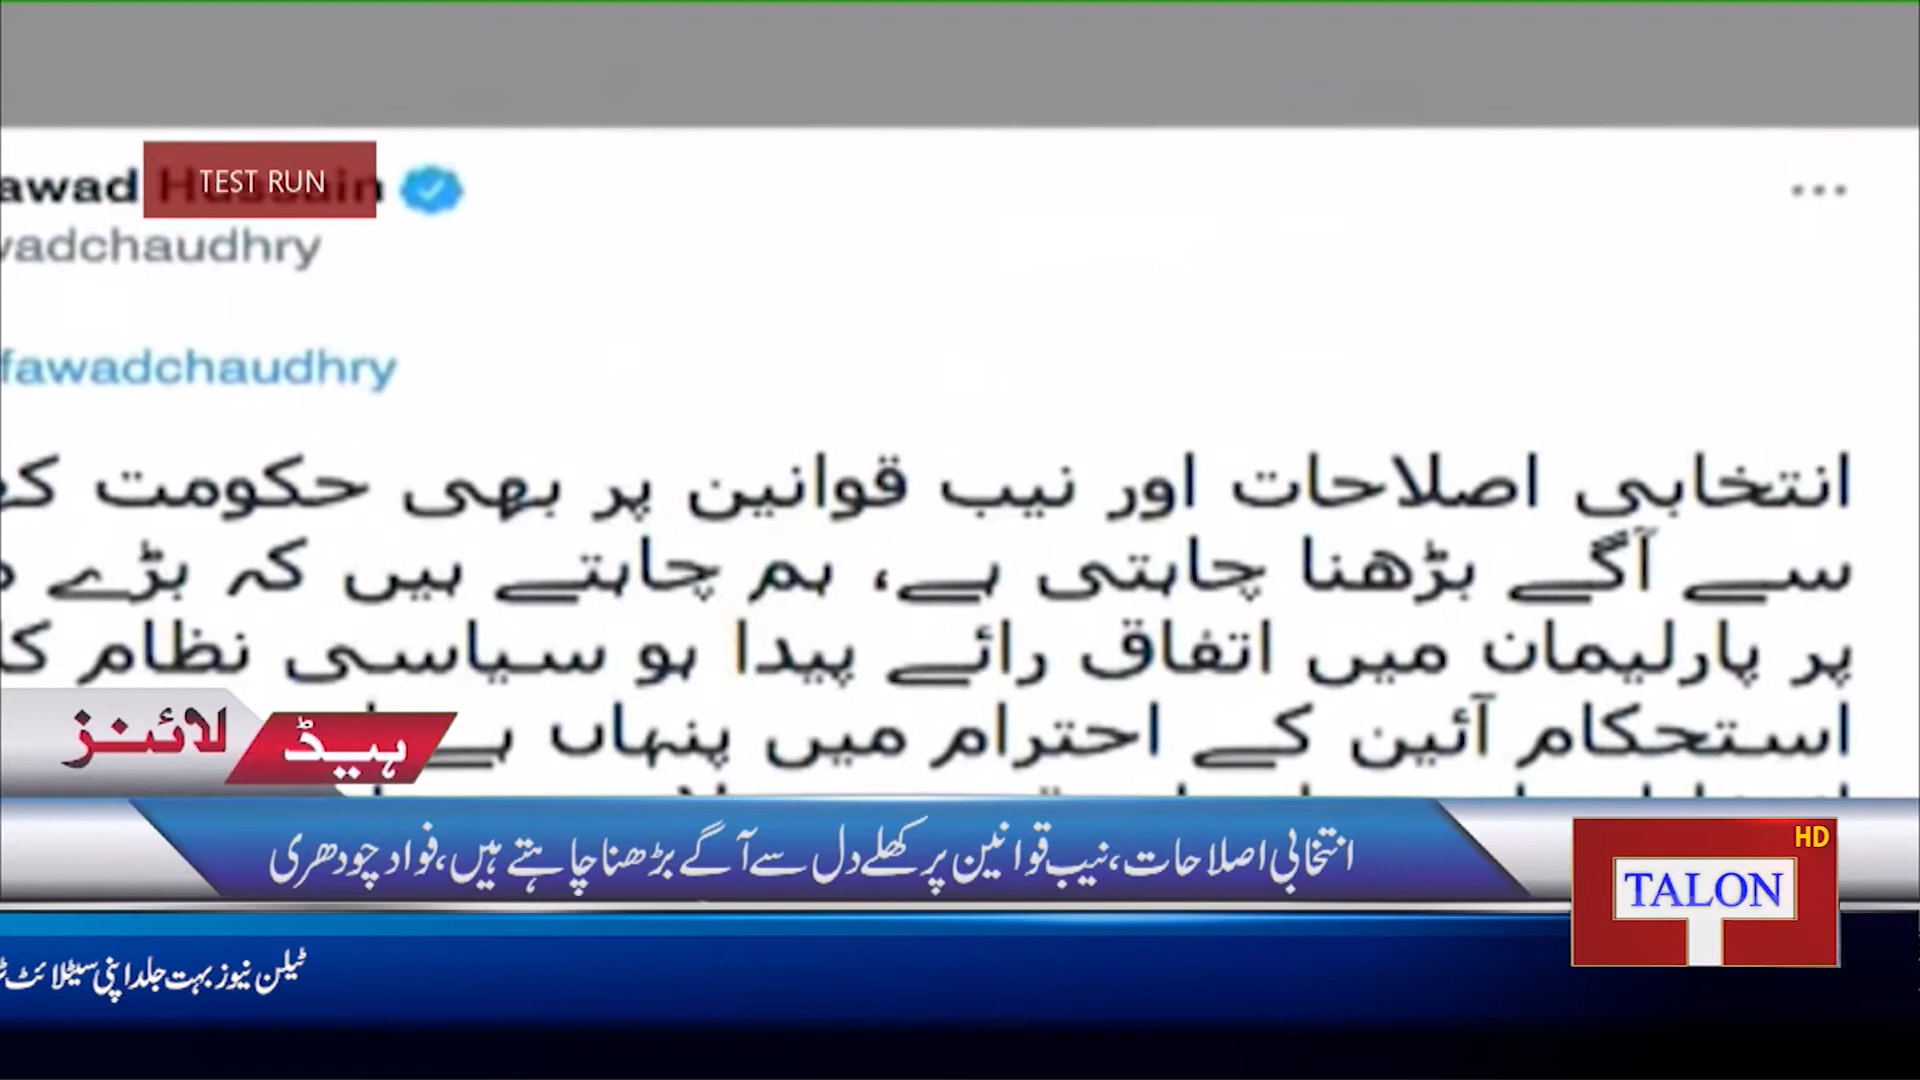 awad
TEST RUN
wadchaudhry
fawadchaudhry
انتخابی اصلاحات اور نیب قوانین پر بھی حکومت
سے آگے بڑھنا چاہتی ہے، ہم چاہتے ہیں کہ بڑے
پر پارلیمان میں اتفاق رائے پیدا ہو سیاسی نظام
استحکام آئین کے احترام میں پنہاں ہے
ہیڈ لائنز
انتخابی اصلاحات، نیب قوانین پر کھلے دل سے آگے بڑھنا چاہتے ہیں، فواد چودھری
HD
TALON
ٹیلن نیوز بہت جلد اپنی سیٹلائٹ